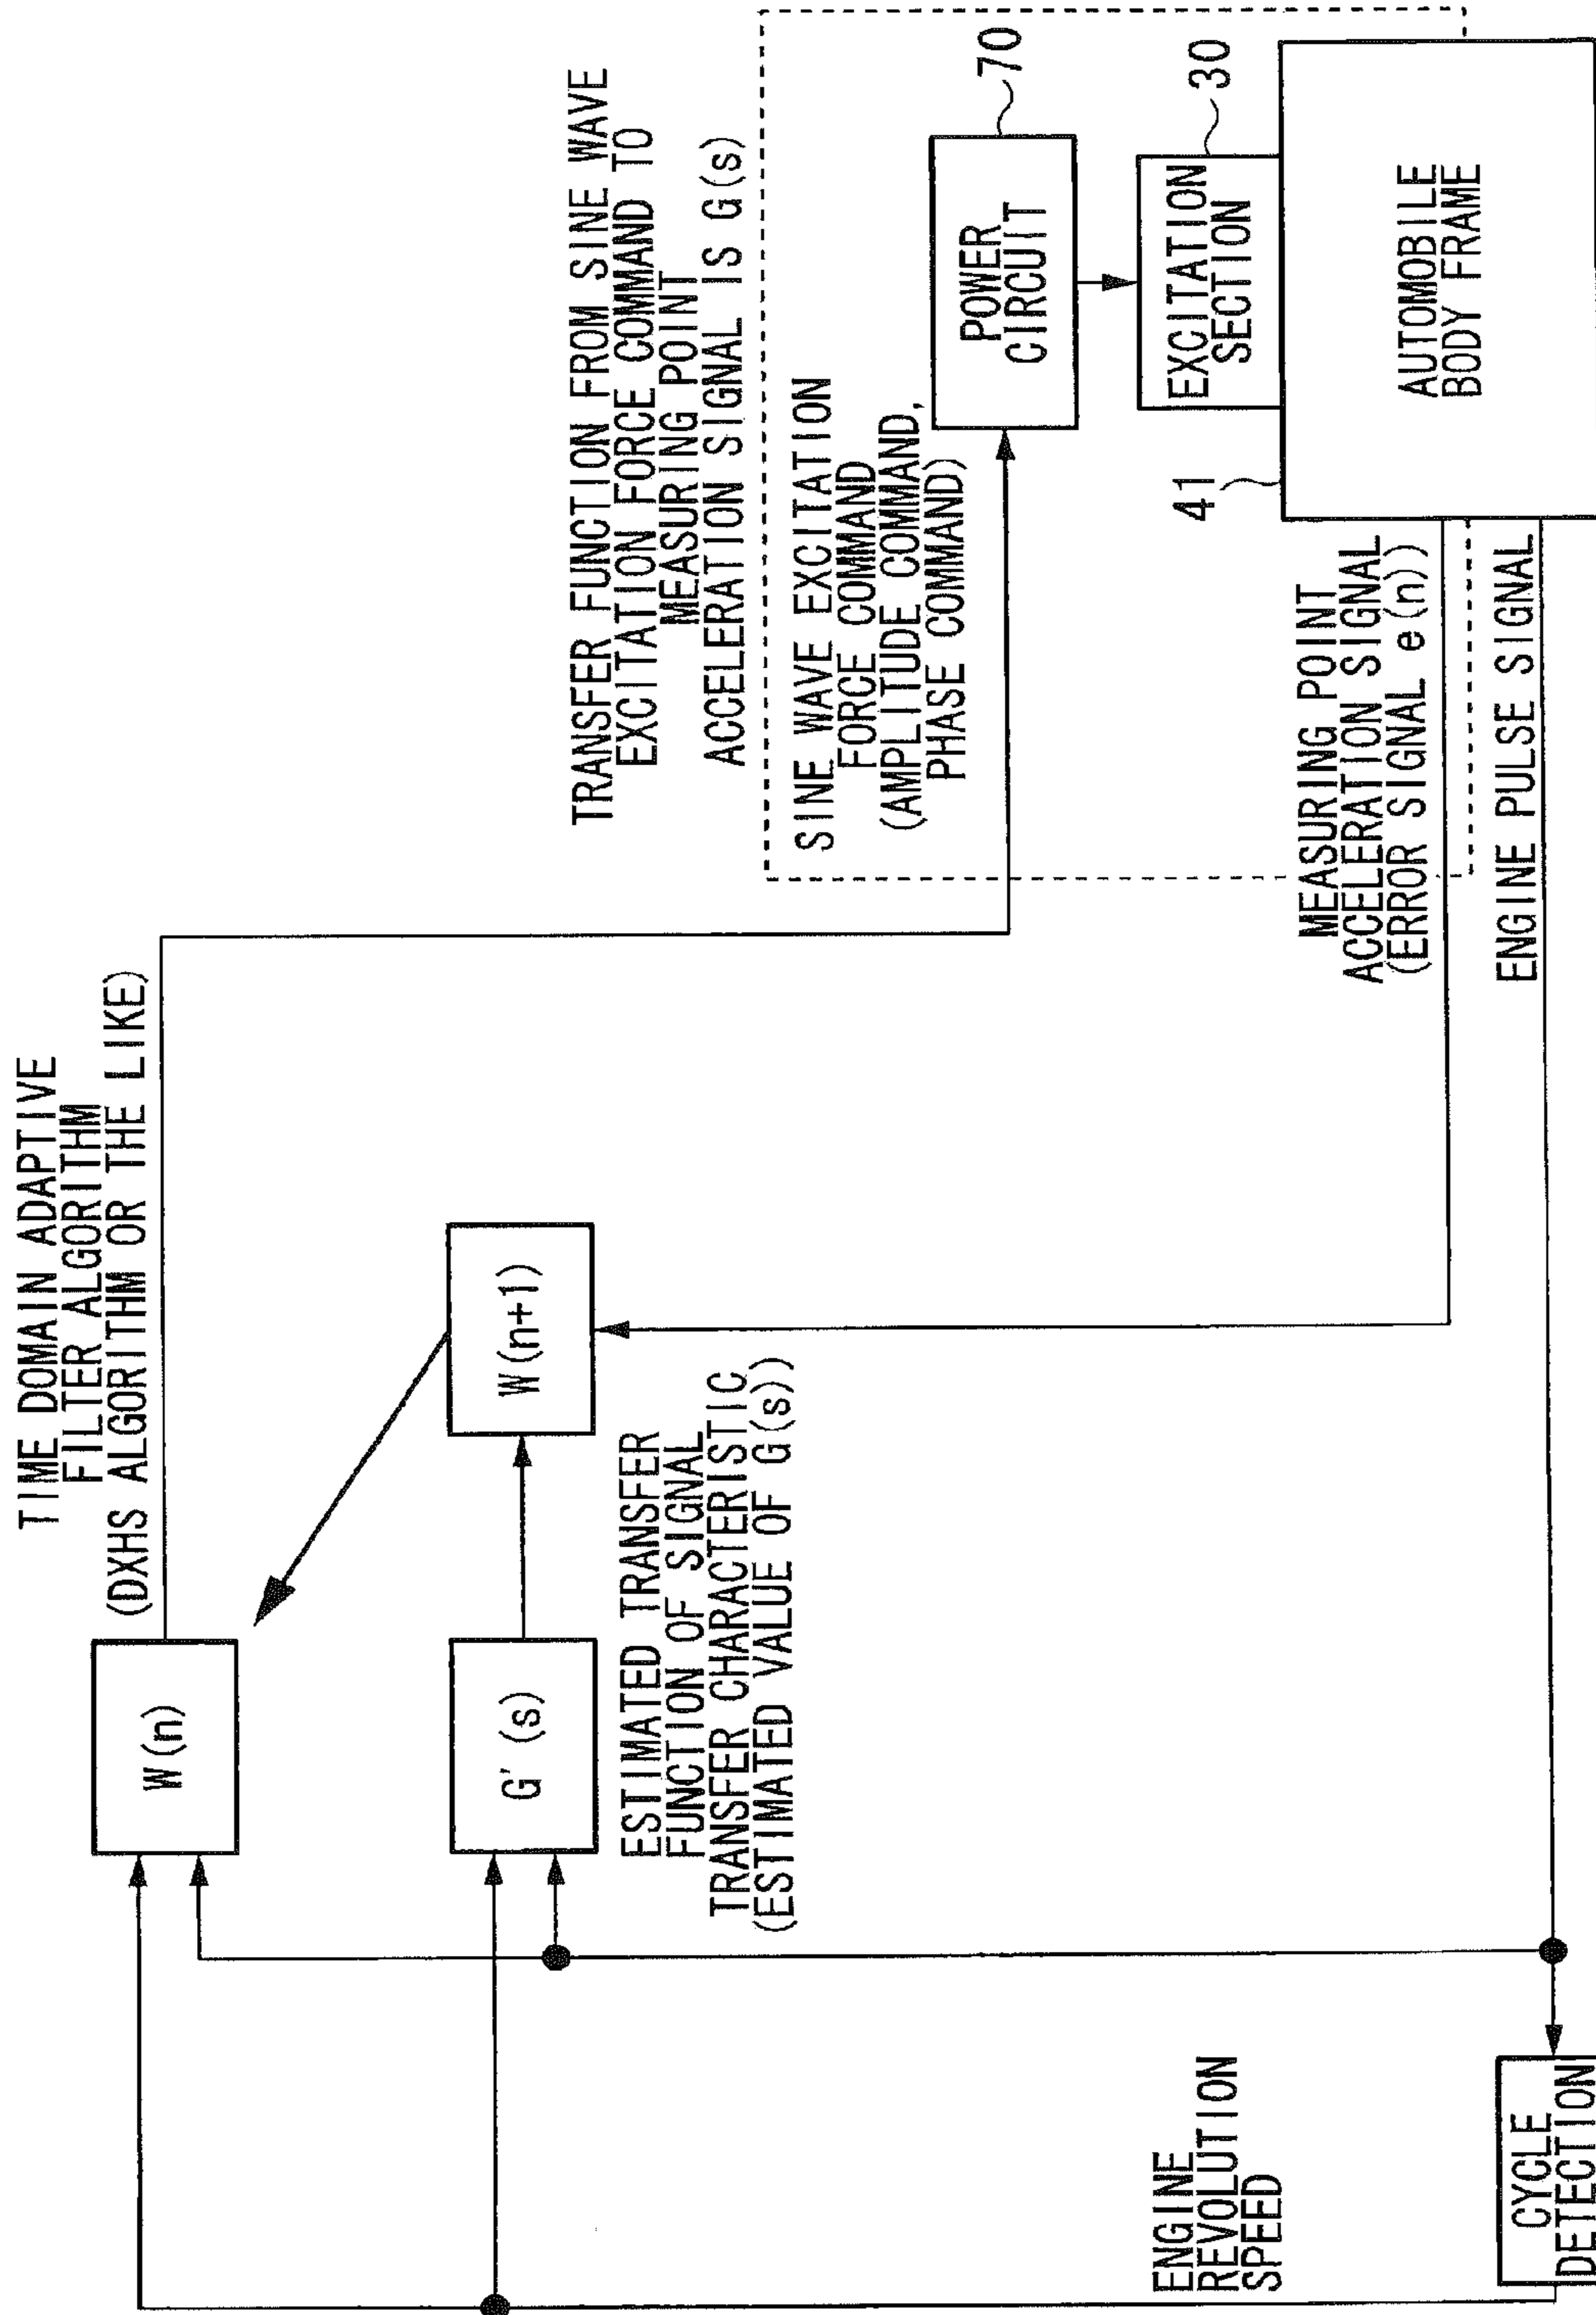 TIME DOMAIN ADAPTIVE
FILTER ALGORITHM
(DXHS ALGORITHM OR THE LIKE)
W(n)
G'(s)
W(n+1)
ESTIMATED TRANSFER
FUNCTION OF SIGNAL
TRANSFER CHARACTERISTIC
(ESTIMATED VALUE OF G(s))
TRANSFER FUNCTION FROM SINE WAVE
EXCITATION FORCE COMMAND TO
MEASURING POINT
ACCELERATION SIGNAL IS G(s)
SINE WAVE EXCITATION
FORCE COMMAND
(AMPLITUDE COMMAND,
PHASE COMMAND)
POWER
CIRCUIT
70
EXCITATION
SECTION
30
41
AUTOMOBILE
BODY FRAME
MEASURING POINT
ACCELERATION SIGNAL
(ERROR SIGNAL e(n))
ENGINE PULSE SIGNAL
ENGINE
REVOLUTION
SPEED
CYCLE
DETECTION